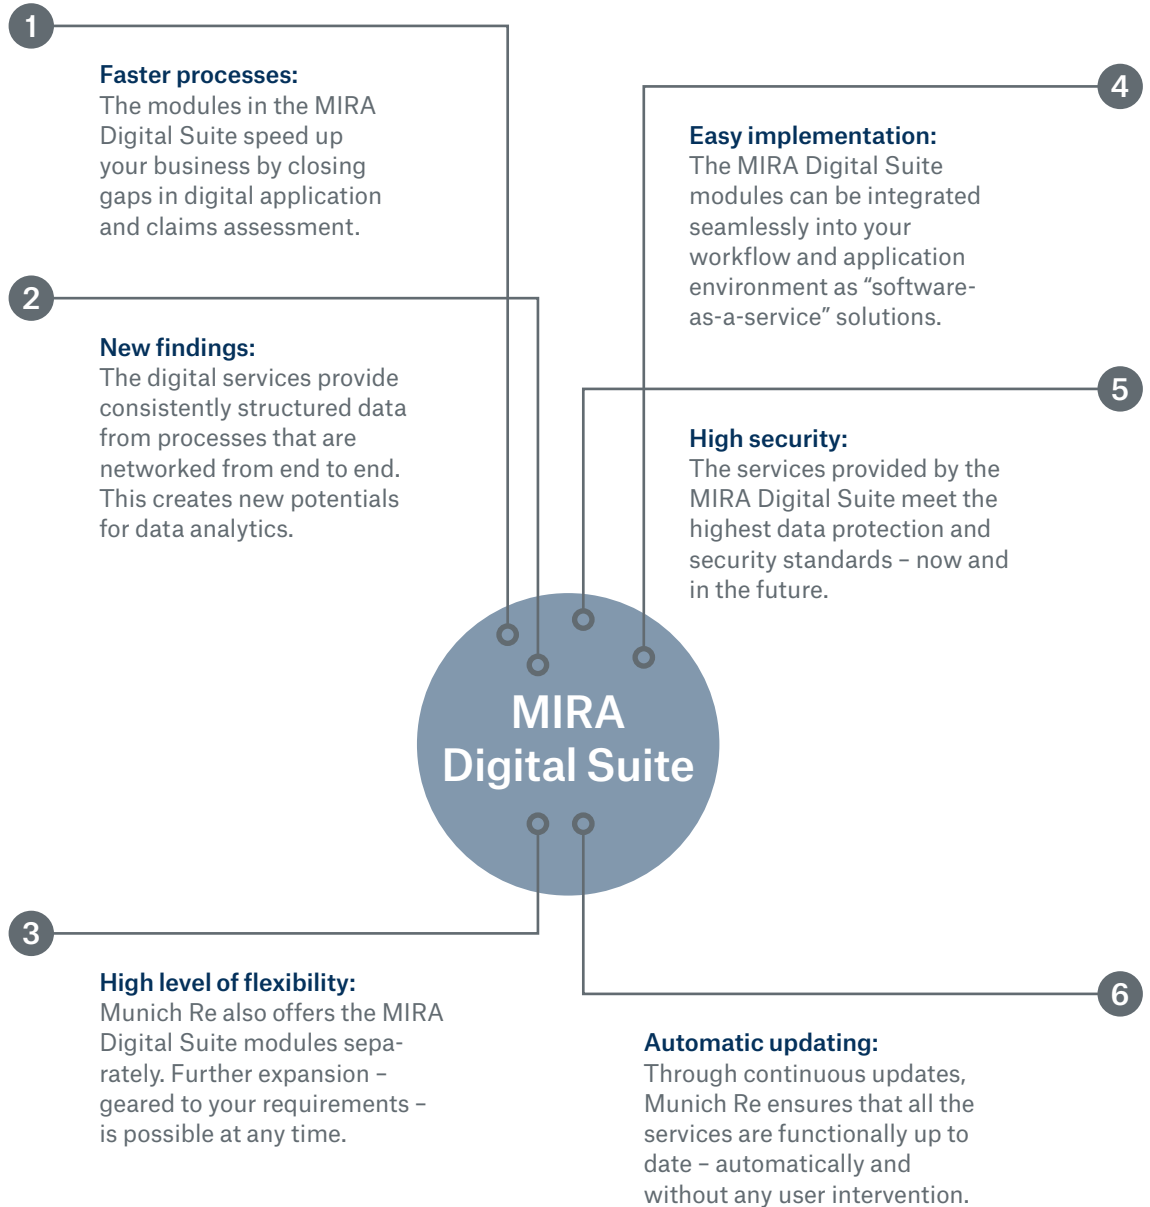 1
Faster processes:
The modules in the MIRA
Digital Suite speed up
your business by closing
gaps in digital application
and claims assessment.
2
New findings:
The digital services provide
consistently structured data
from processes that are
networked from end to end.
This creates new potentials
for data analytics.
4
Easy implementation:
The MIRA Digital Suite
modules can be integrated
seamlessly into your
workflow and application
environment as “software-
as-a-service” solutions.
5
High security:
The services provided by the
MIRA Digital Suite meet the
highest data protection and
security standards – now and
in the future.
MIRA
Digital Suite
3
High level of flexibility:
Munich Re also offers the MIRA
Digital Suite modules sepa-
rately. Further expansion –
geared to your requirements –
is possible at any time.
6
Automatic updating:
Through continuous updates,
Munich Re ensures that all the
services are functionally up to
date – automatically and
without any user intervention.